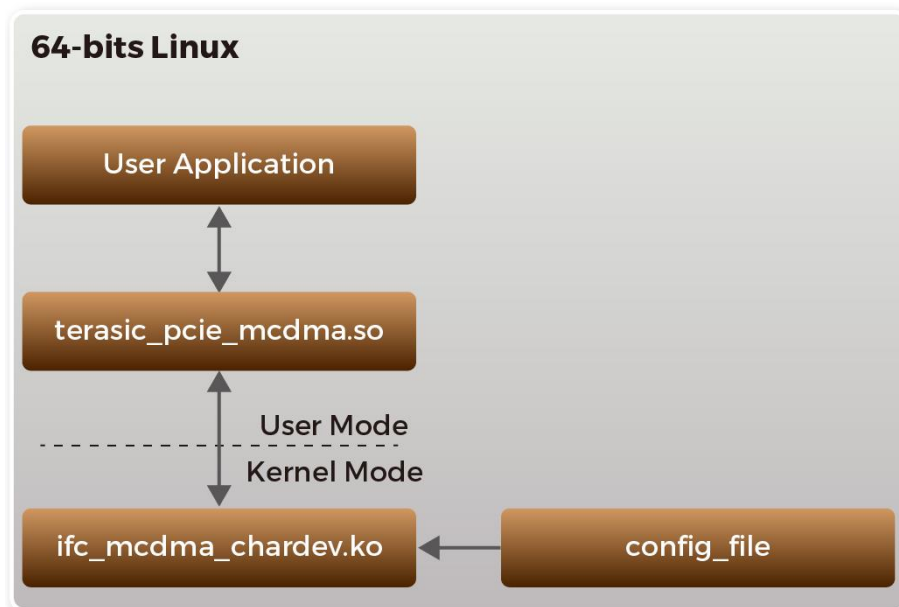 64-bits Linux
User Application
terasic_pcie_mcdma.so
User Mode
Kernel Mode
ifc_mcdma_chardev.ko
config_file